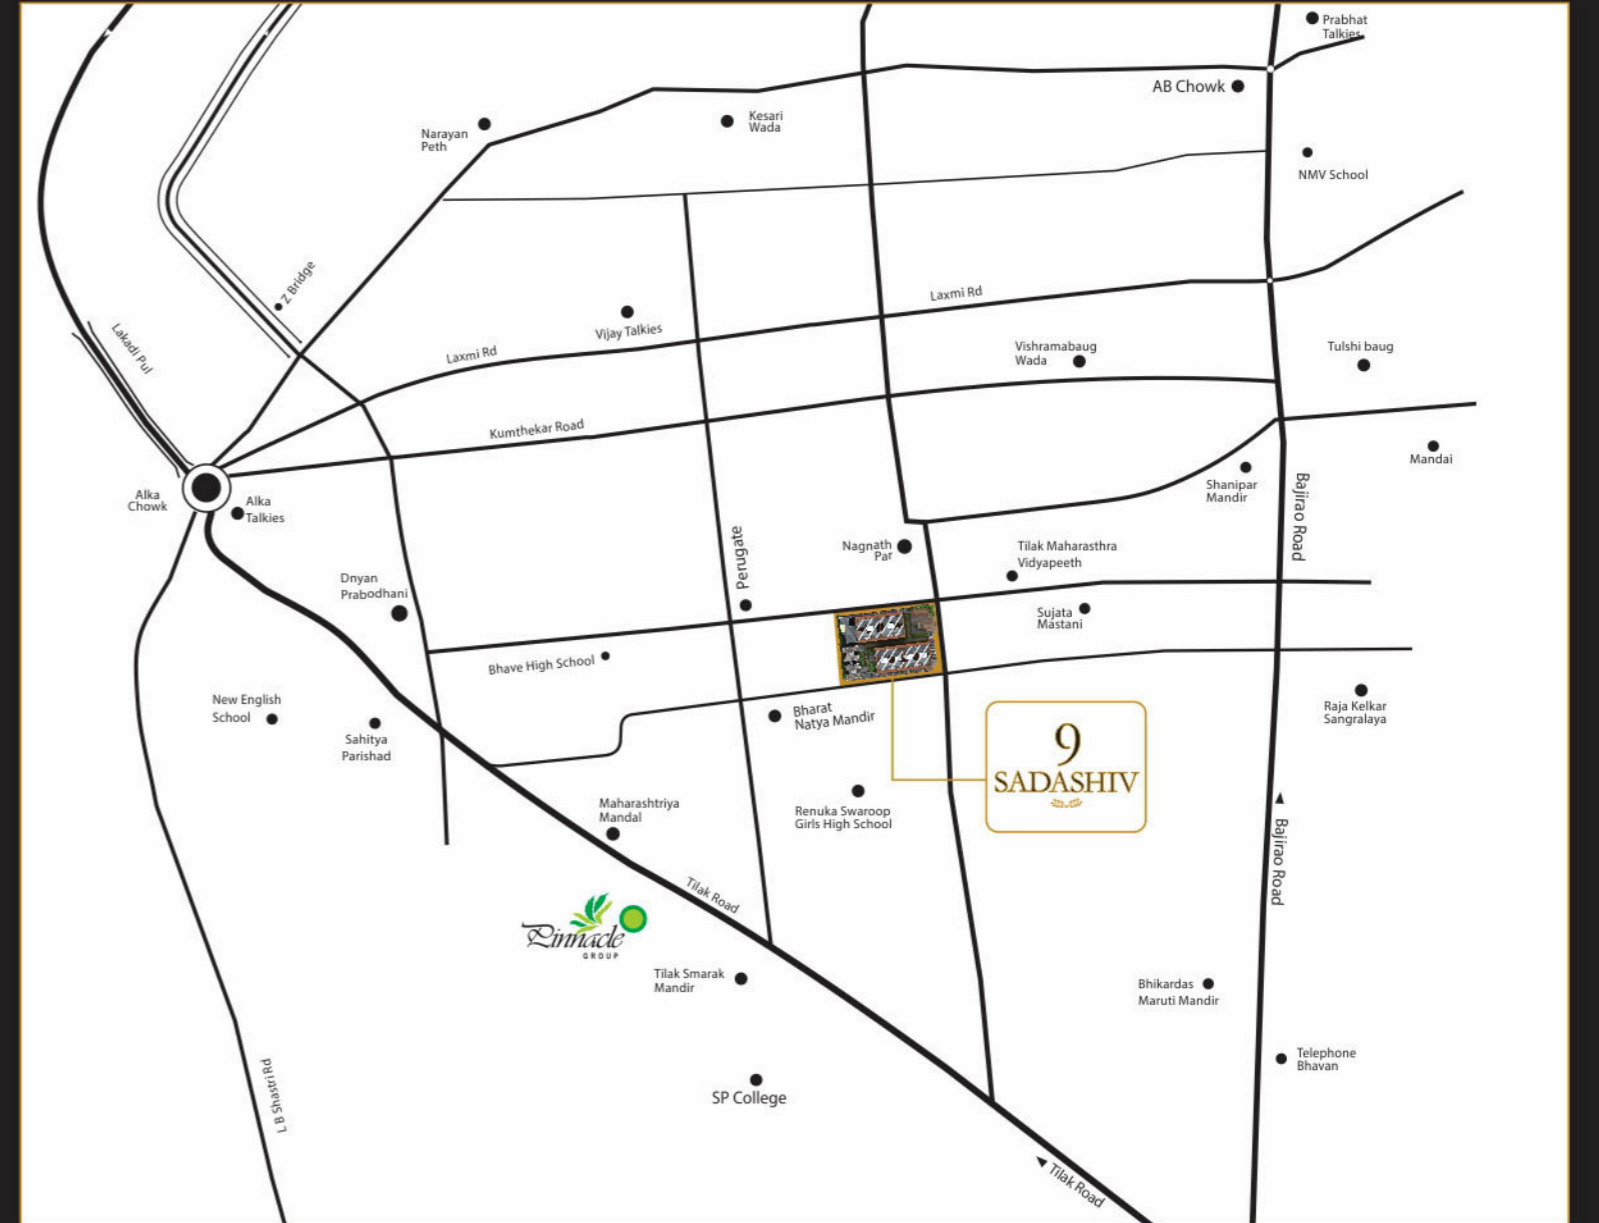 Prabhat
Talkies
AB Chowk
Kesari
Wada
Narayan
Peth
NMV School
Z Bridge
Laxmi Rd
Vijay Talkies
Lakadi Pul
Laxmi Rd
Vishramabaug
Wada
Tulshi baug
Kumthekar Road
Mandai
Shanipar
Mandir
Bajirao Road
Alka
Chowk
Alka
Talkies
Perugate
Nagnath
Par
Tilak Maharasthra
Vidyapeeth
Dnyan
Prabodhani
Sujata
Mastani
Bhave High School
New English
School
Sahitya
Parishad
Bharat
Natya Mandir
Raja Kelkar
Sangralaya
9
SADASHIV
Maharashtriya
Mandal
Renuka Swaroop
Girls High School
Bajirao Road
Tilak Road
Pinnacle
GROUP
Tilak Smarak
Mandir
Bhikardas
Maruti Mandir
Telephone
Bhavan
L B Shastri Rd
SP College
Tilak Road